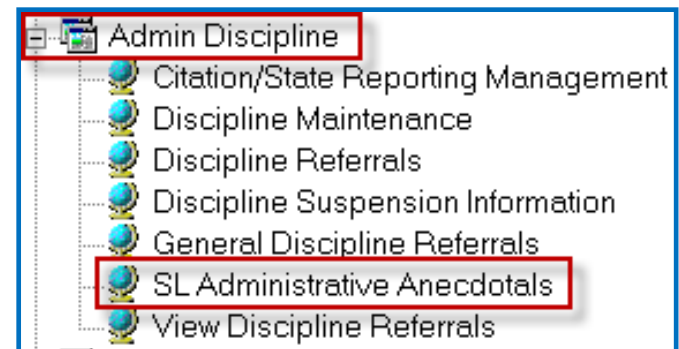 Admin Discipline
Citation/State Reporting Management
Discipline Maintenance
Discipline Referrals
Discipline Suspension Information
General Discipline Referrals
SL Administrative Anecdotals
View Discipline Referrals